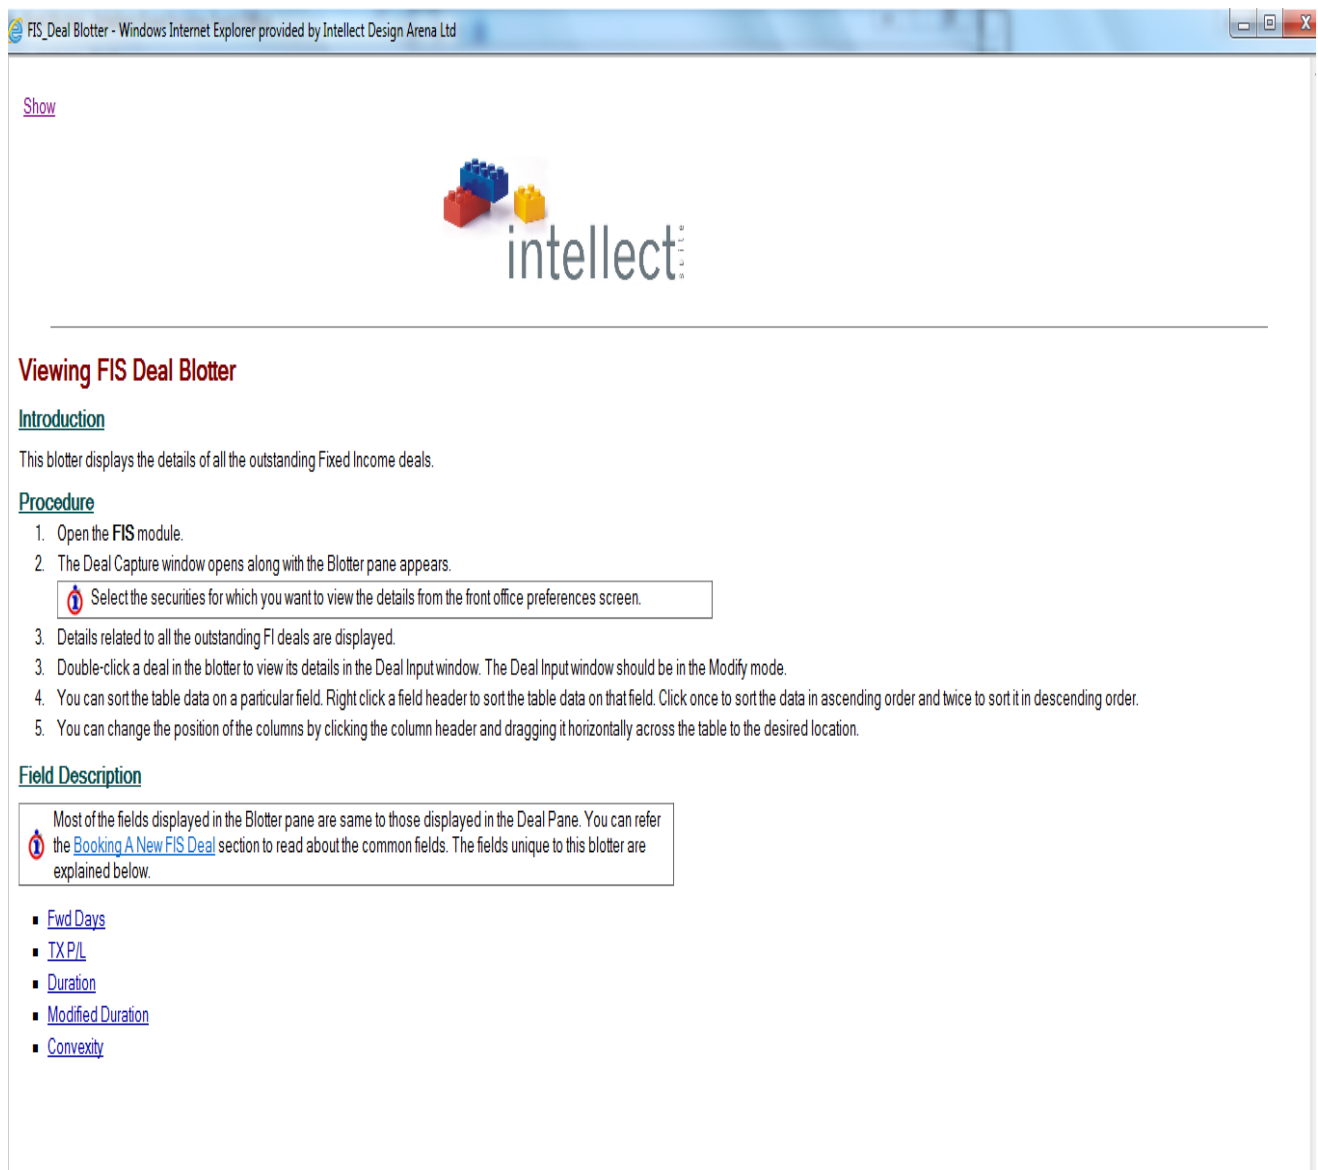 FIS_Deal Blotter - Windows Internet Explorer provided by Intellect Design Arena Ltd
Show
intellect suite
Viewing FIS Deal Blotter
Introduction
This blotter displays the details of all the outstanding Fixed Income deals.
Procedure
1. Open the FIS module.
2. The Deal Capture window opens along with the Blotter pane appears.
Select the securities for which you want to view the details from the front office preferences screen.
3. Details related to all the outstanding FI deals are displayed.
3. Double-click a deal in the blotter to view its details in the Deal Input window. The Deal Input window should be in the Modify mode.
4. You can sort the table data on a particular field. Right click a field header to sort the table data on that field. Click once to sort the data in ascending order and twice to sort it in descending order.
5. You can change the position of the columns by clicking the column header and dragging it horizontally across the table to the desired location.
Field Description
Most of the fields displayed in the Blotter pane are same to those displayed in the Deal Pane. You can refer
the Booking A New FIS Deal section to read about the common fields. The fields unique to this blotter are
explained below.
▪ Fwd Days
▪ TX P/L
▪ Duration
▪ Modified Duration
▪ Convexity